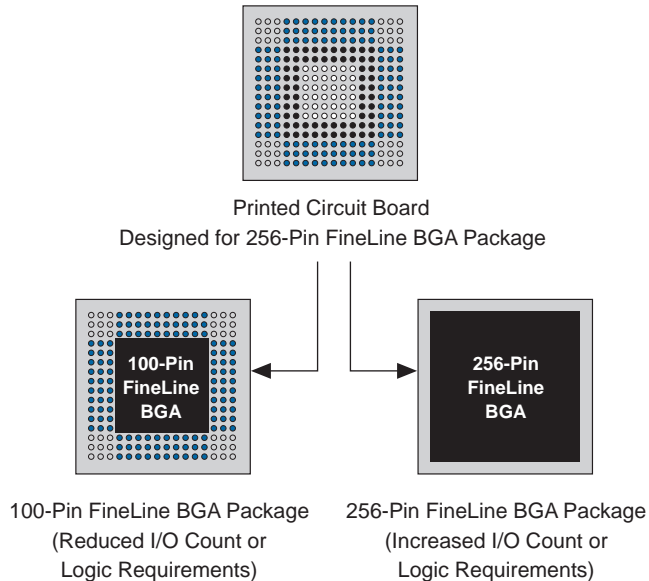 Printed Circuit Board
Designed for 256-Pin FineLine BGA Package
100-Pin
FineLine
BGA
256-Pin
FineLine
BGA
100-Pin FineLine BGA Package
(Reduced I/O Count or
Logic Requirements)
256-Pin FineLine BGA Package
(Increased I/O Count or
Logic Requirements)